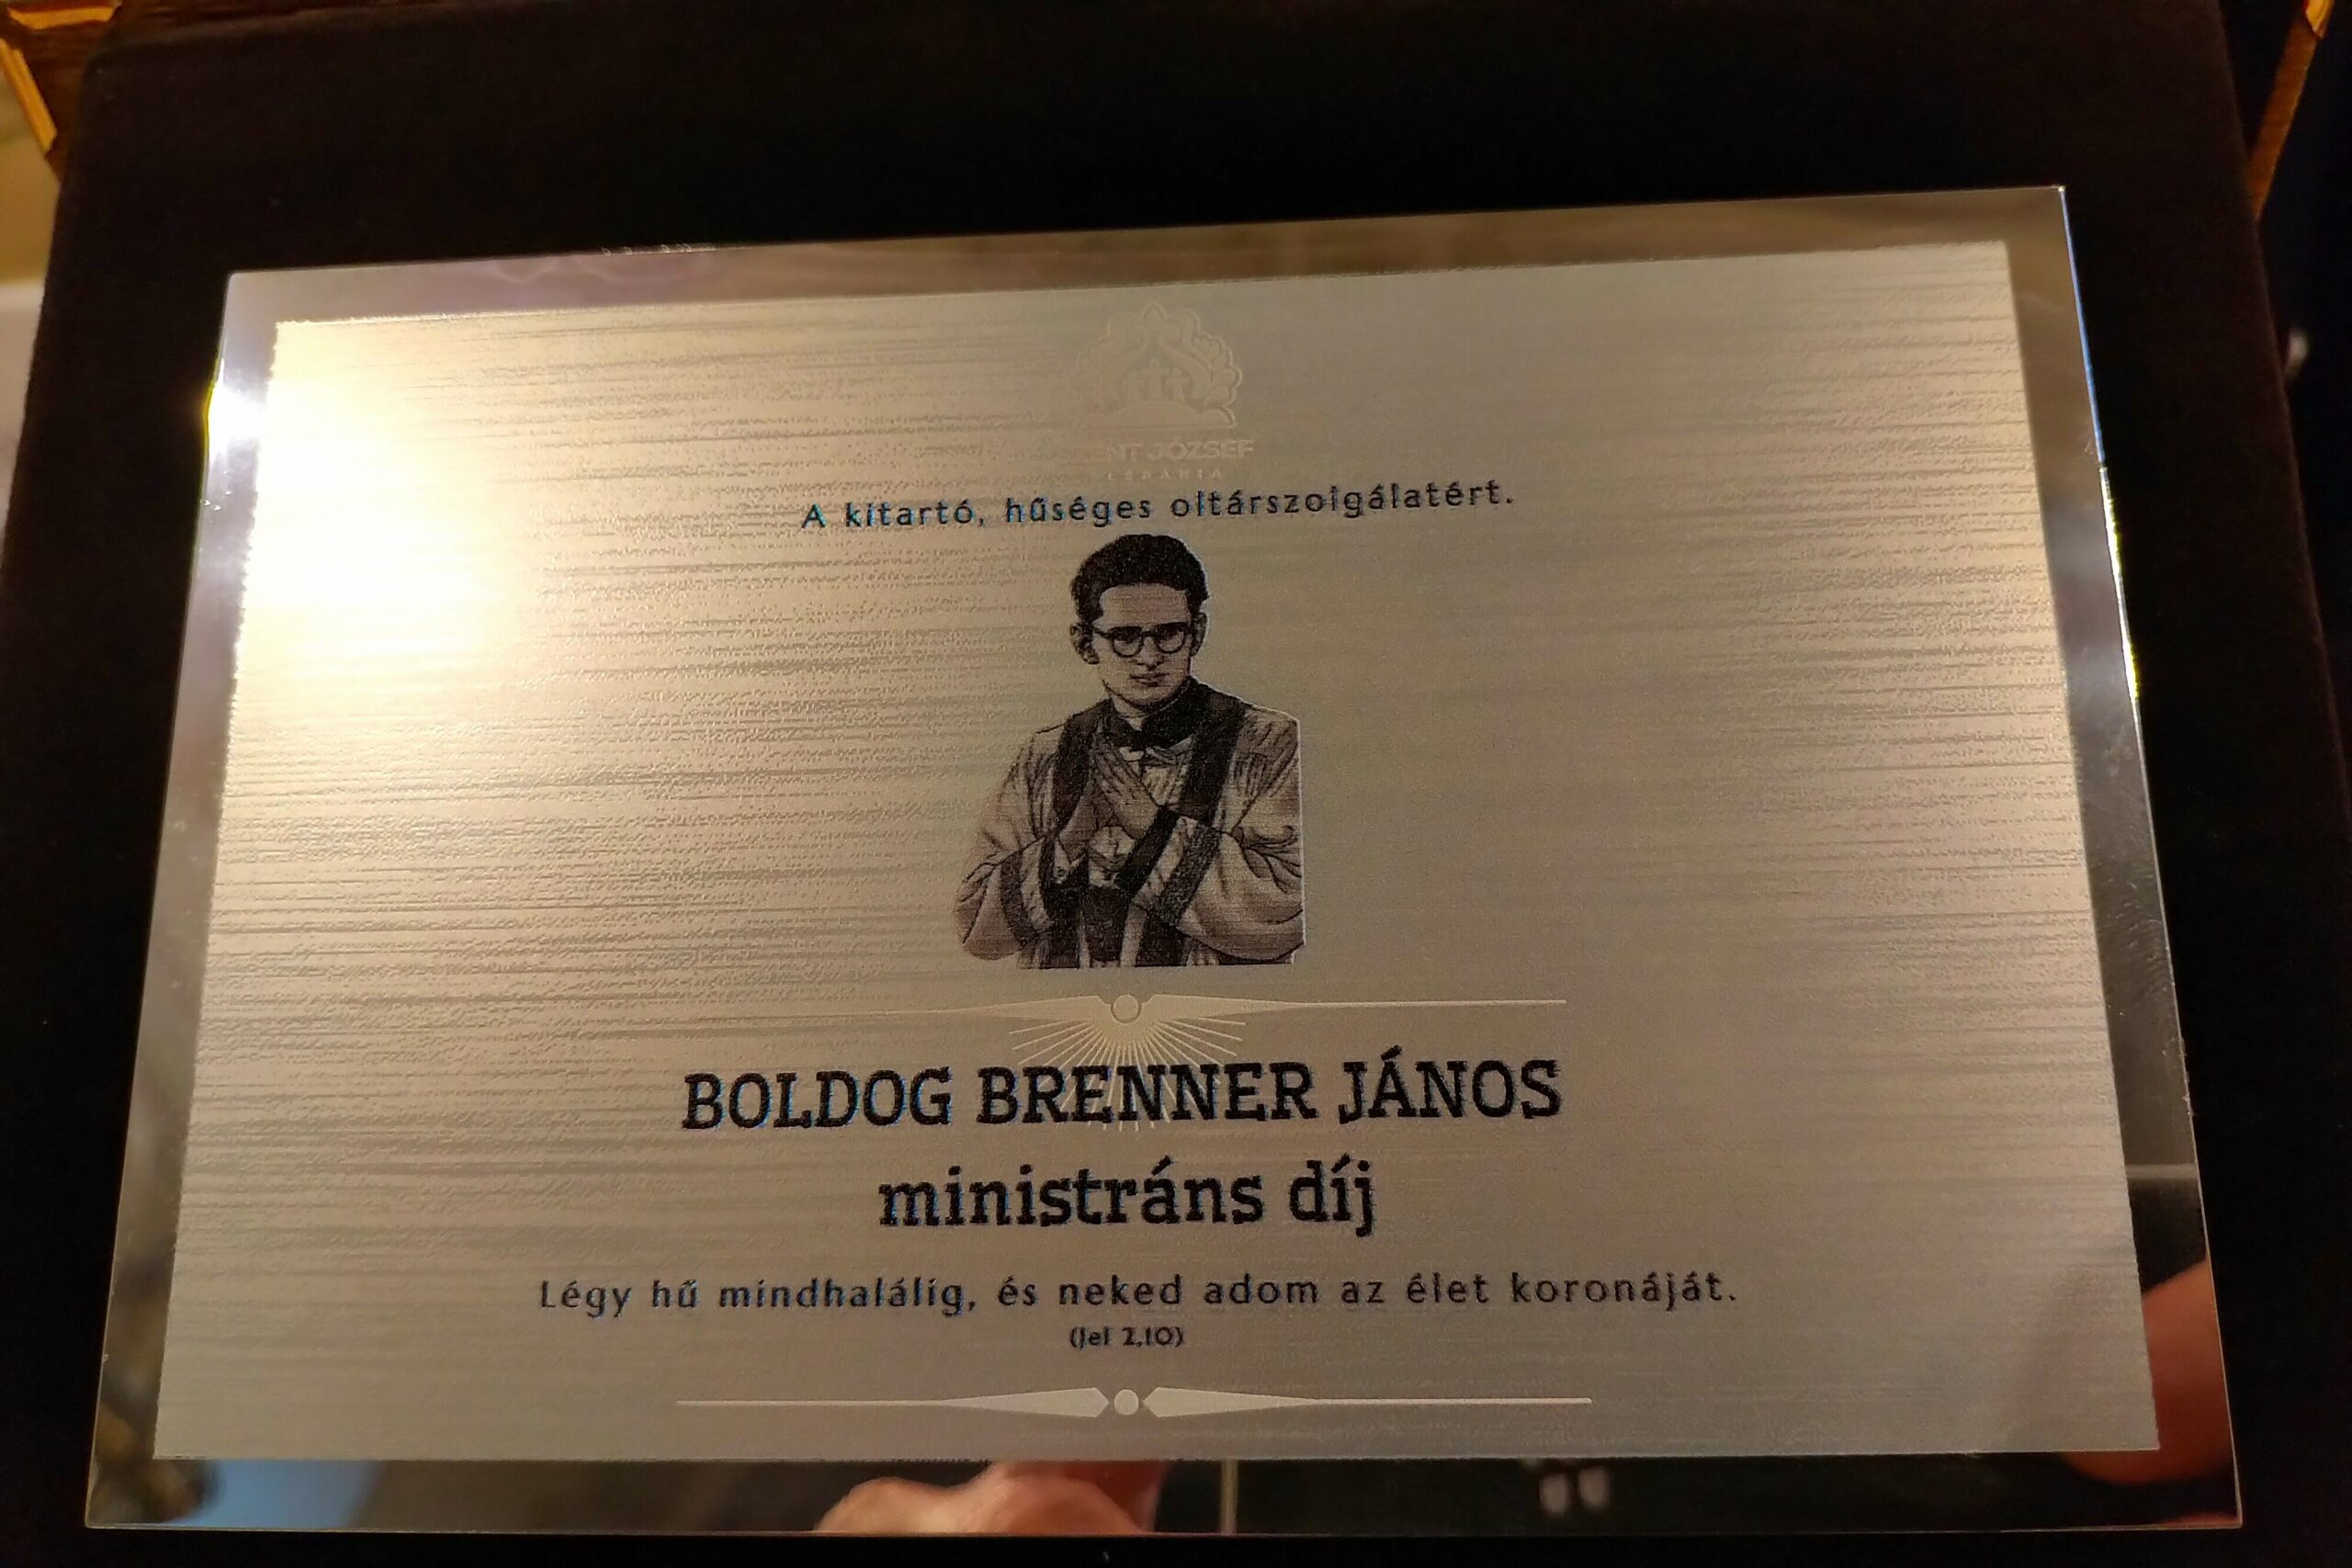 JÓZSEF
A kitartó, hűséges oltárszolgálatért.
BOLDOG BRENNER JÁNOS
ministráns díj
Légy hű mindhalálig, és neked adom az élet koronáját.
(Jel 2,10)